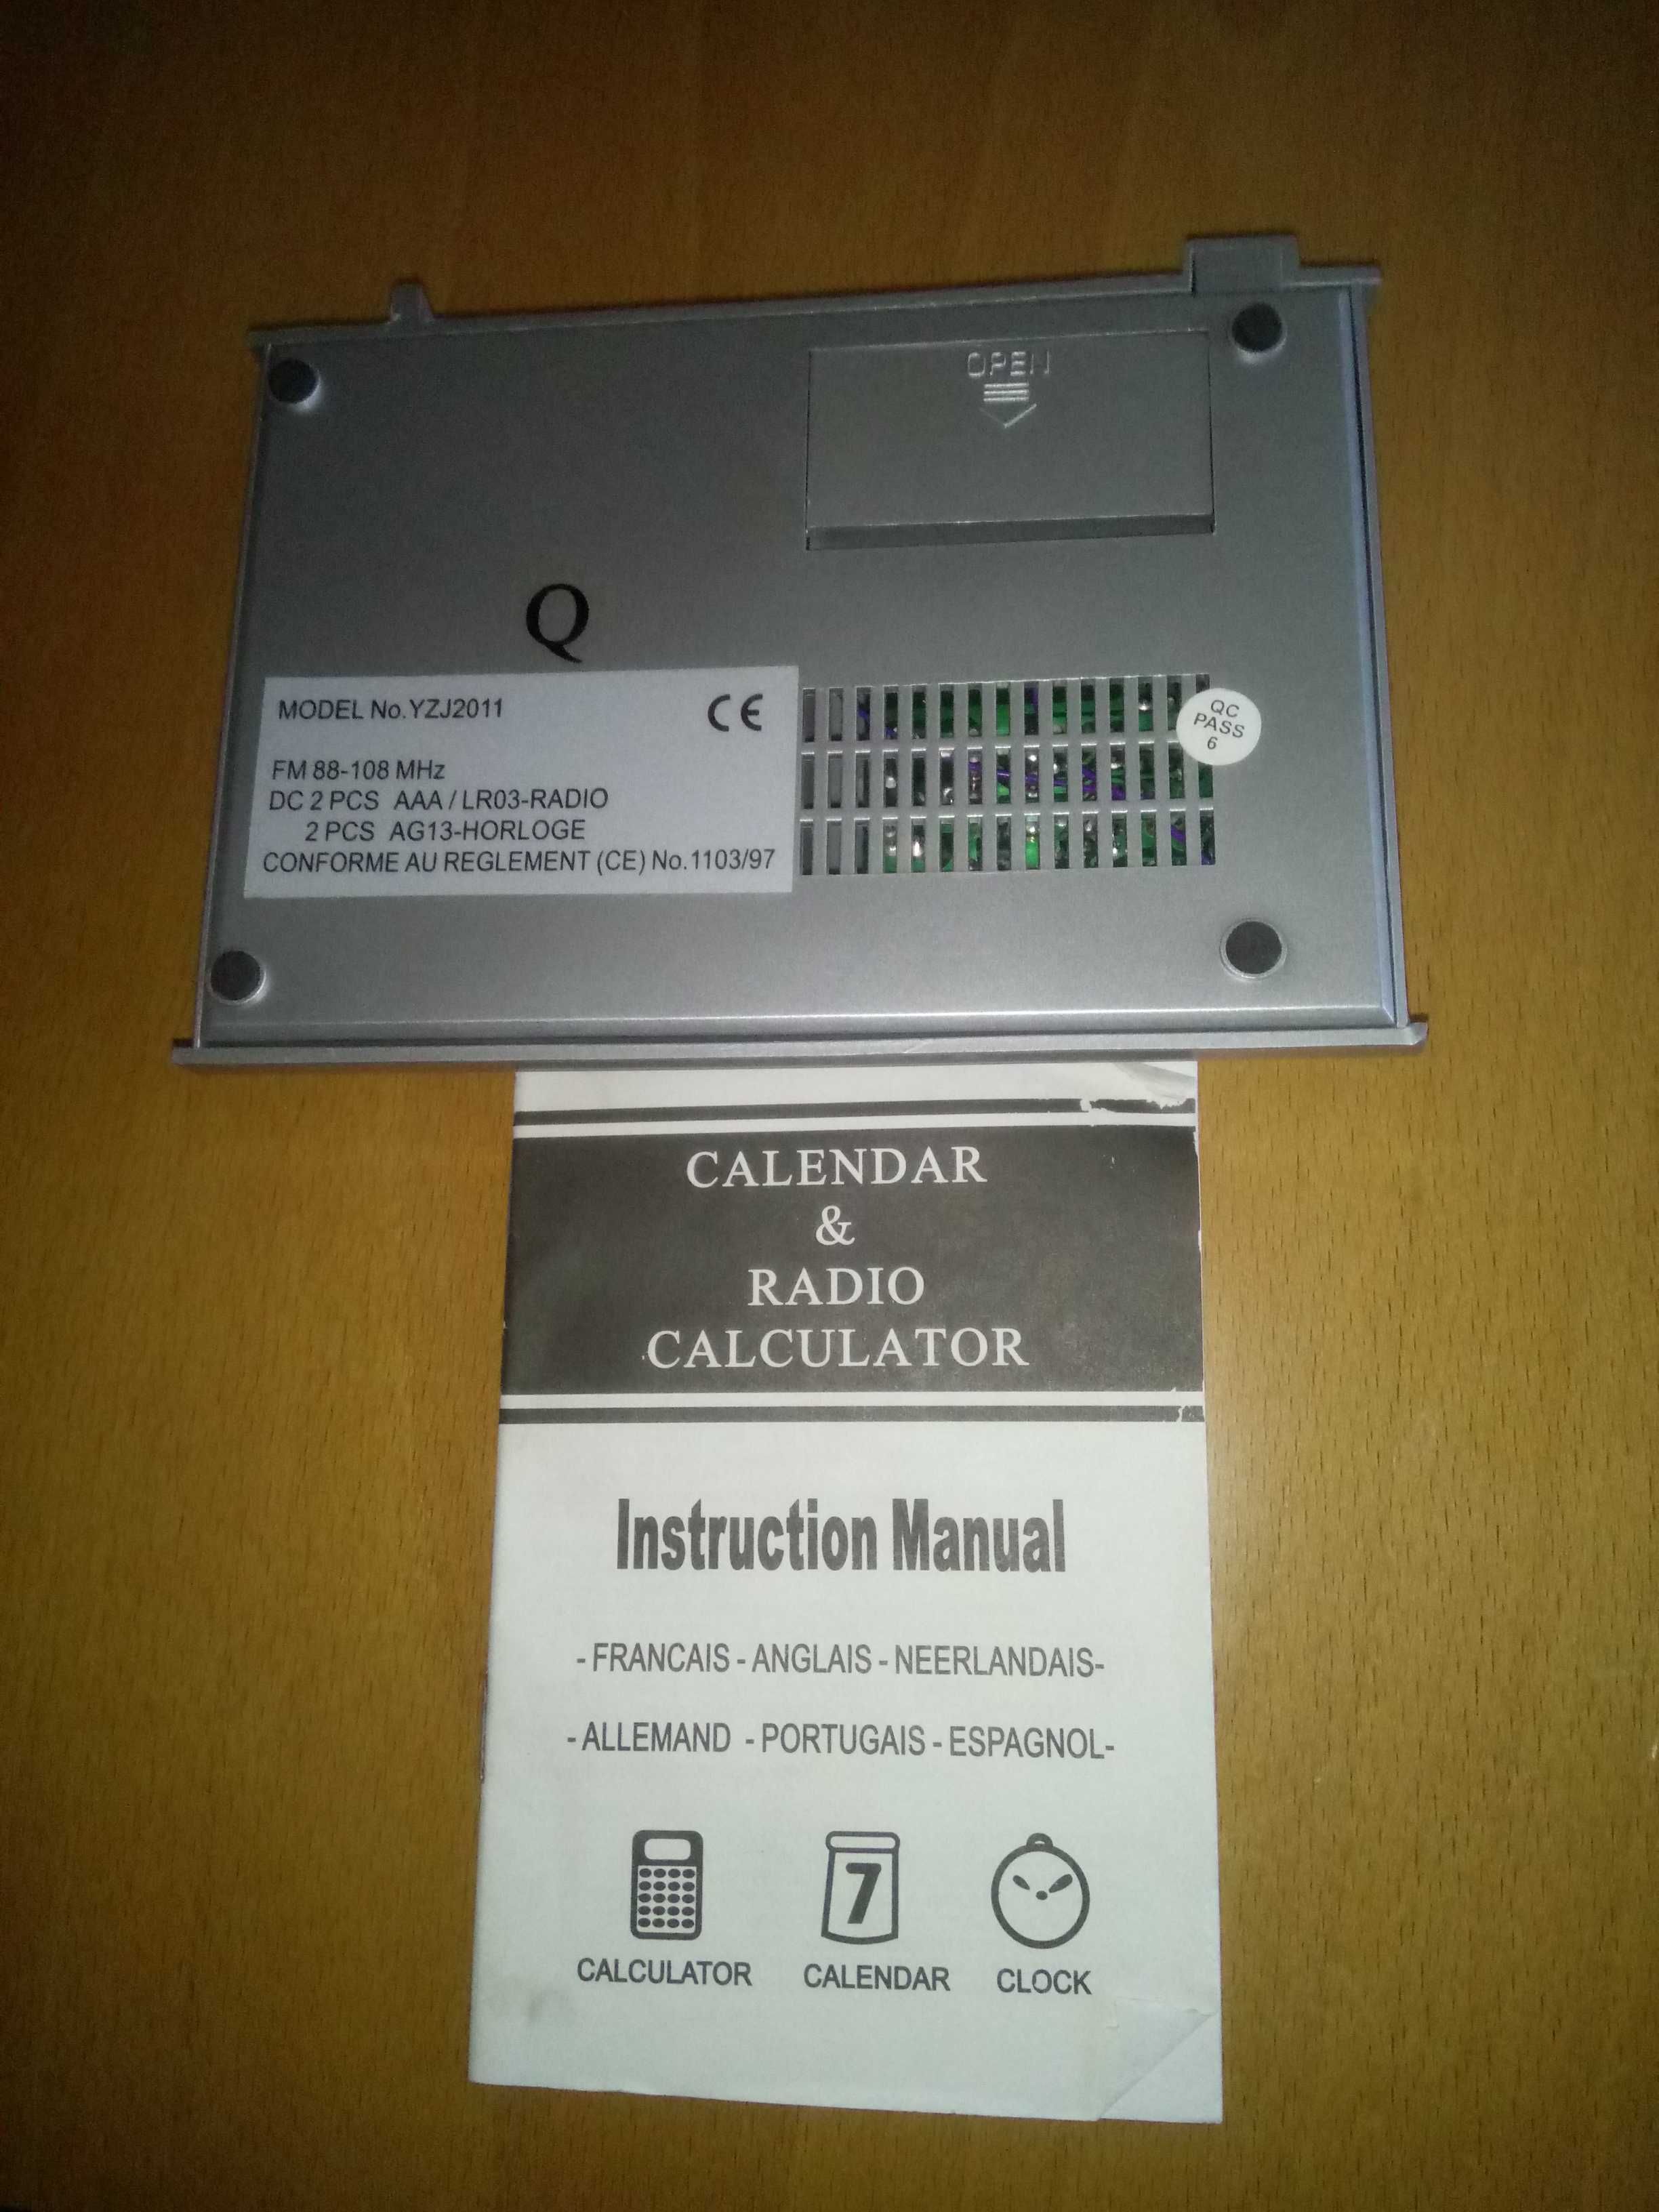 OPEN
Q
MODEL No.YZJ2011
CE
FM 88-108 MHz
DC 2 PCS AAA / LR03-RADIO
2 PCS AG13-HORLOGE
CONFORME AU REGLEMENT (CE) No.1103/97
QC
PASS
6
CALENDAR
&
RADIO
CALCULATOR
Instruction Manual
- FRANCAIS - ANGLAIS - NEERLANDAIS-
- ALLEMAND - PORTUGAIS - ESPAGNOL-
7
CALCULATOR CALENDAR CLOCK